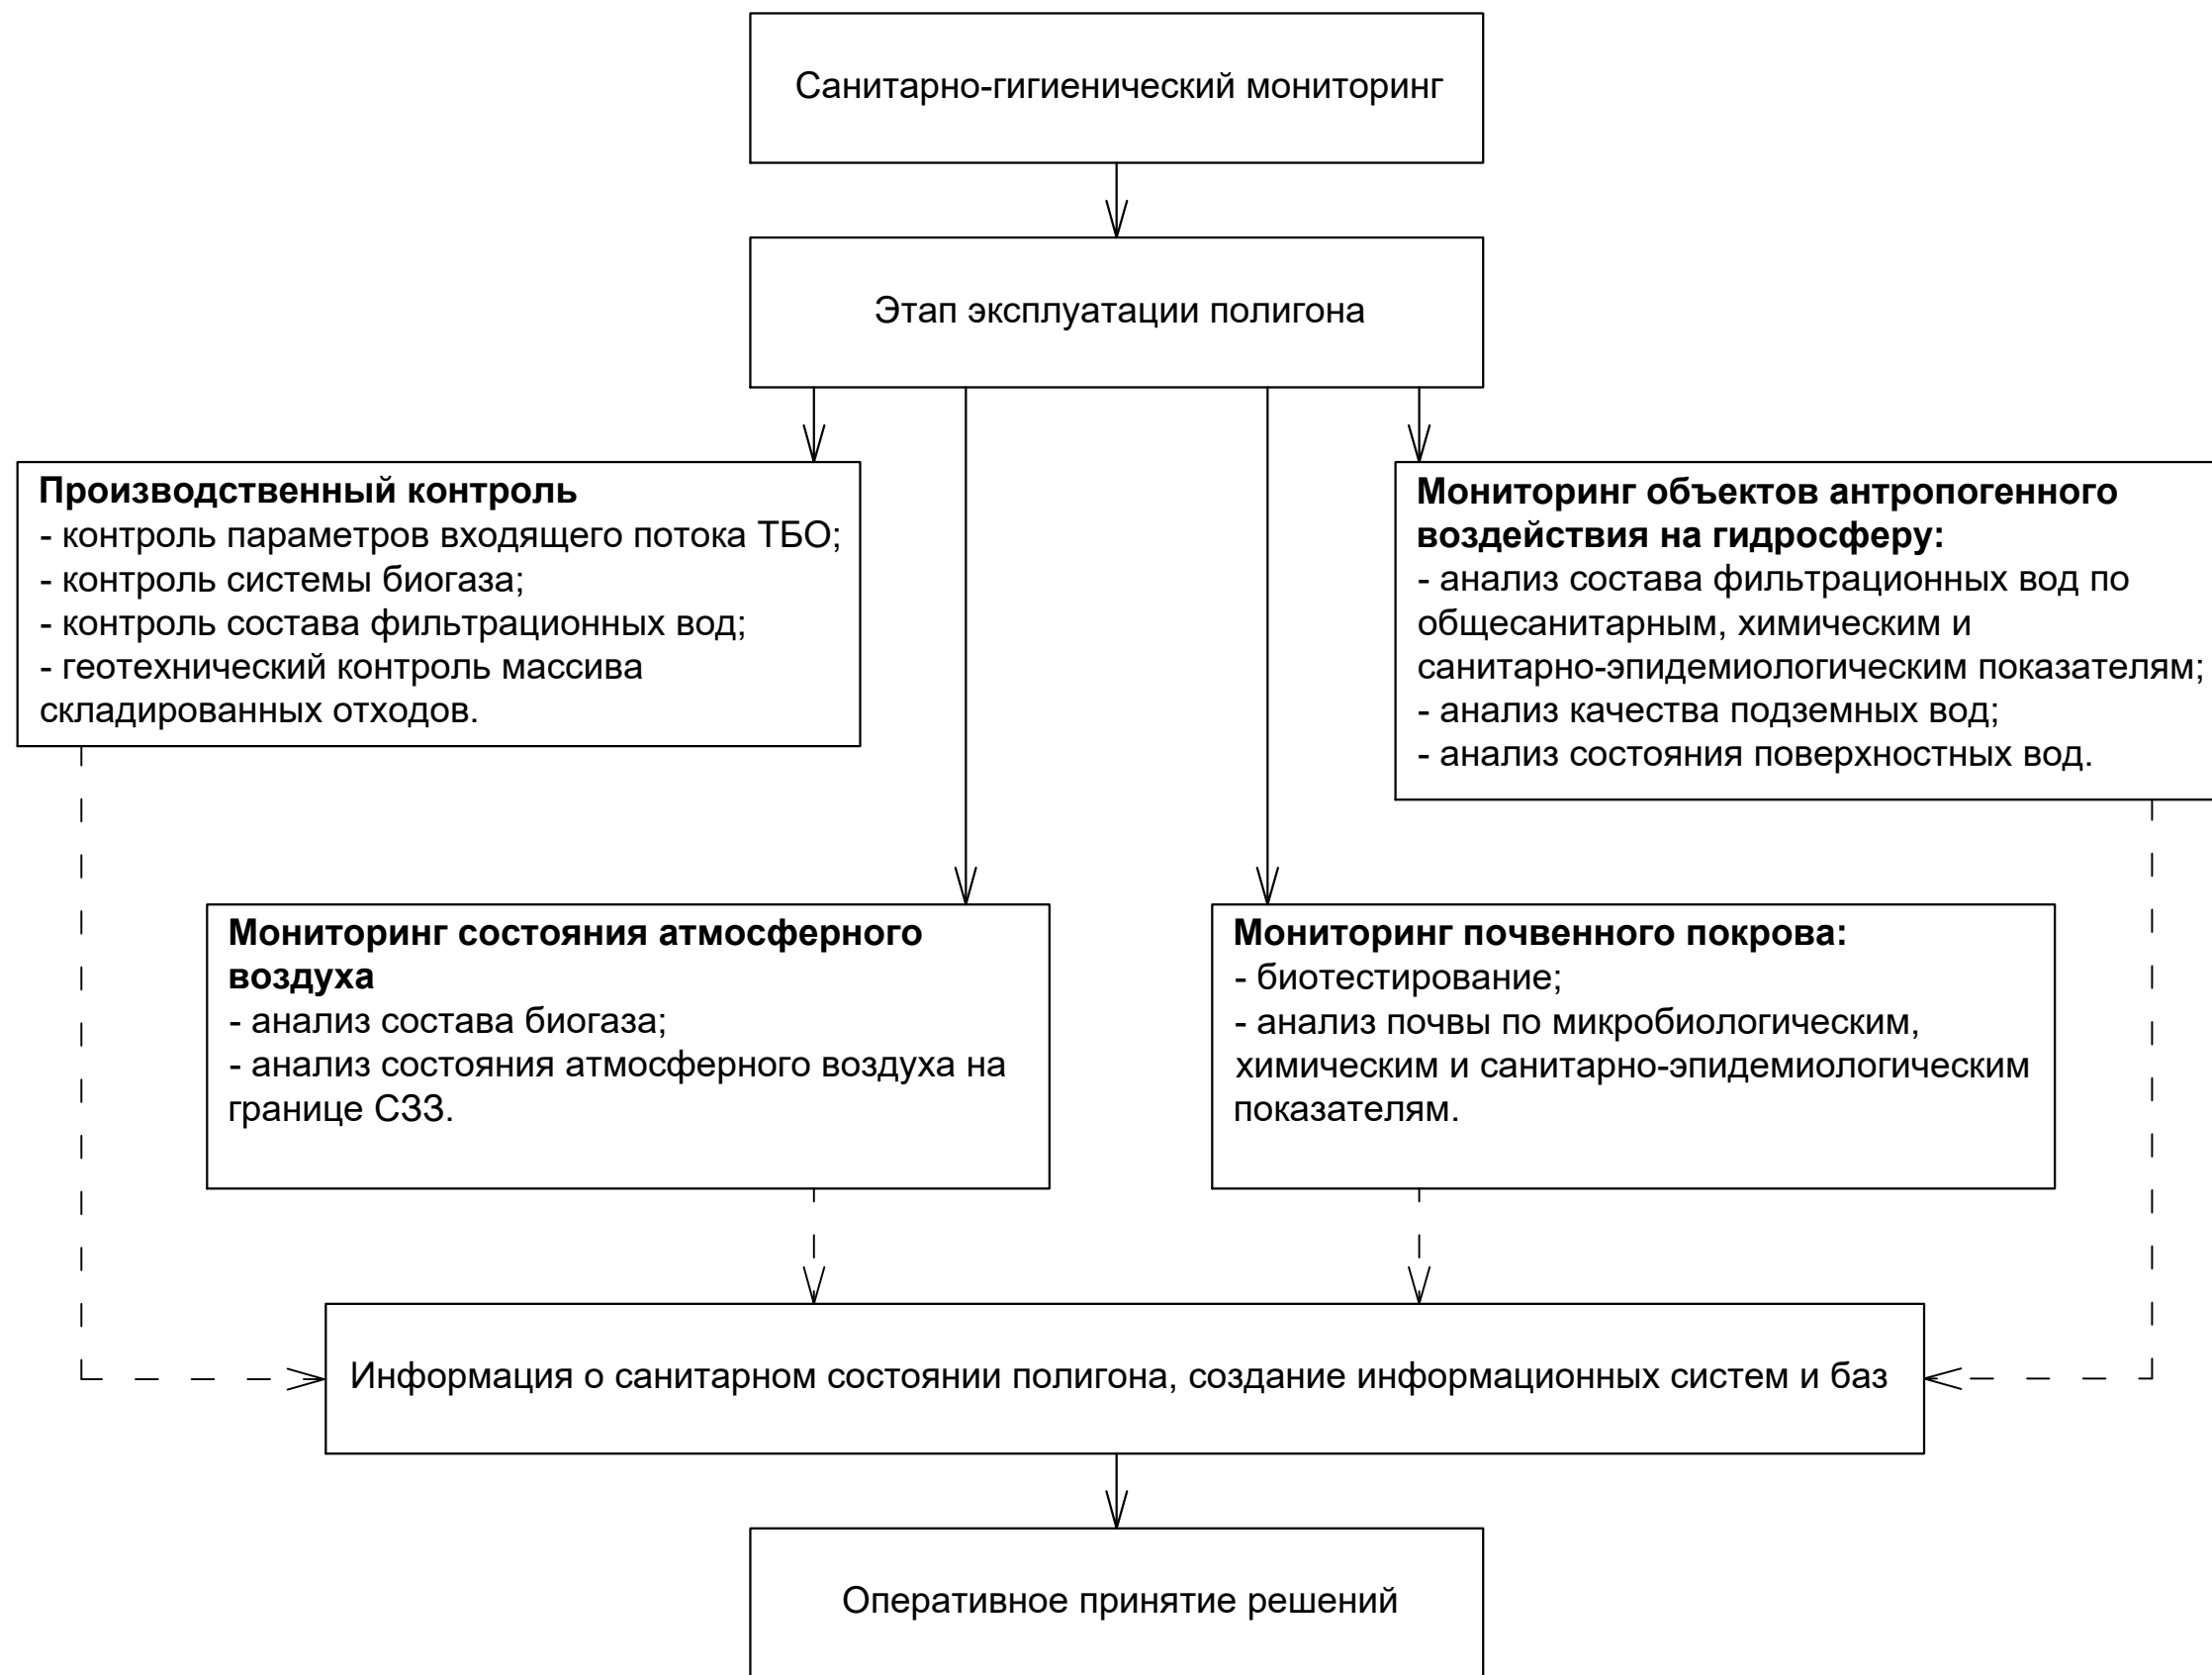 Санитарно-гигиенический мониторинг
Этап эксплуатации полигона
Производственный контроль
- контроль параметров входящего потока ТБО;
- контроль системы биогаза;
- контроль состава фильтрационных вод;
- геотехнический контроль массива
складированных отходов.
Мониторинг объектов антропогенного
воздействия на гидросферу:
- анализ состава фильтрационных вод по
общесанитарным, химическим и
санитарно-эпидемиологическим показателям;
- анализ качества подземных вод;
- анализ состояния поверхностных вод.
Мониторинг состояния атмосферного
воздуха
- анализ состава биогаза;
- анализ состояния атмосферного воздуха на
границе СЗЗ.
Мониторинг почвенного покрова:
- биотестирование;
- анализ почвы по микробиологическим,
химическим и санитарно-эпидемиологическим
показателям.
Информация о санитарном состоянии полигона, создание информационных систем и баз
Оперативное принятие решений